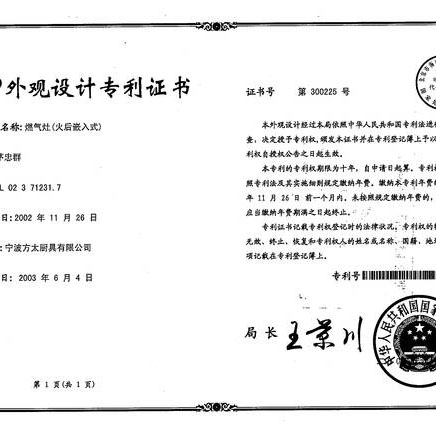 外观设计专利证书
名称: 燃气灶(火后嵌入式)
茅忠群
L 02 3 71231.7
日: 2002 年 11 月 26 日
: 宁波方太厨具有限公司
日: 2003 年 6 月 4 日
第 1 页(共 1 页)
证书号 第 300225 号
本外观设计经过本局依照中华人民共和国专利法进
查, 决定授予专利权, 颁发本证书并在专利登记簿上予以
利权自授权公告之日起生效。
本专利的专利权期限为十年, 自申请日起算。专利
照专利法及其实施细则规定缴纳年费。缴纳本专利年费的
年 11 月 26 日前一个月内。未按照规定缴纳年费的,
应当缴纳年费期满之日起终止。
专利证书记载专利权登记时的法律状况。专利权的
无效、终止、恢复和专利权人的姓名或名称、国籍、地
项记载在专利登记簿上。
专利号
局长 王景川
中华人民共和国国家